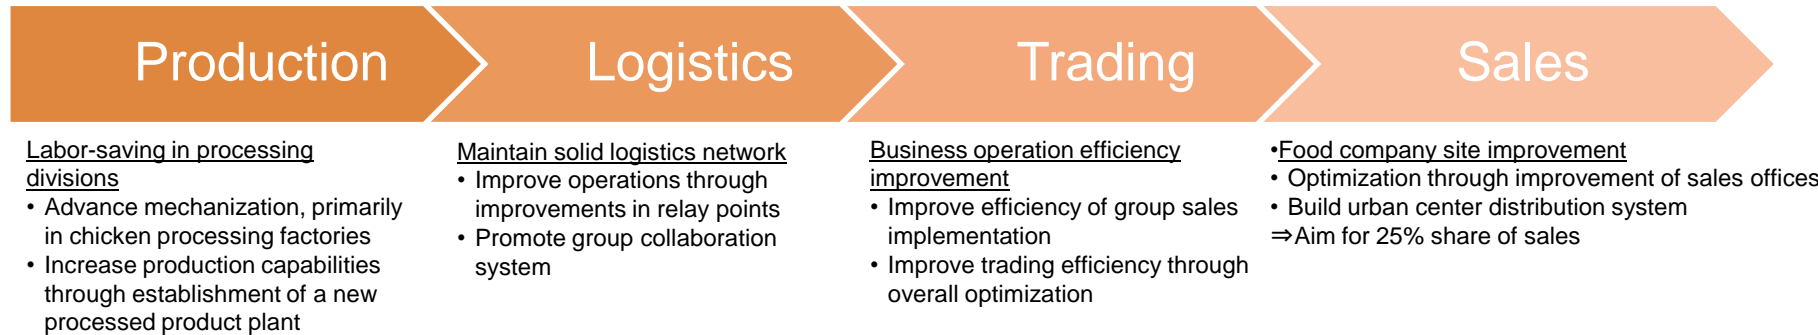 Production
Logistics
Trading
Sales
Labor-saving in processing
divisions
• Advance mechanization, primarily
in chicken processing factories
• Increase production capabilities
through establishment of a new
processed product plant
Maintain solid logistics network
• Improve operations through
improvements in relay points
• Promote group collaboration
system
Business operation efficiency
improvement
• Improve efficiency of group sales
implementation
• Improve trading efficiency through
overall optimization
•Food company site improvement
• Optimization through improvement of sales offices
• Build urban center distribution system
⇒Aim for 25% share of sales